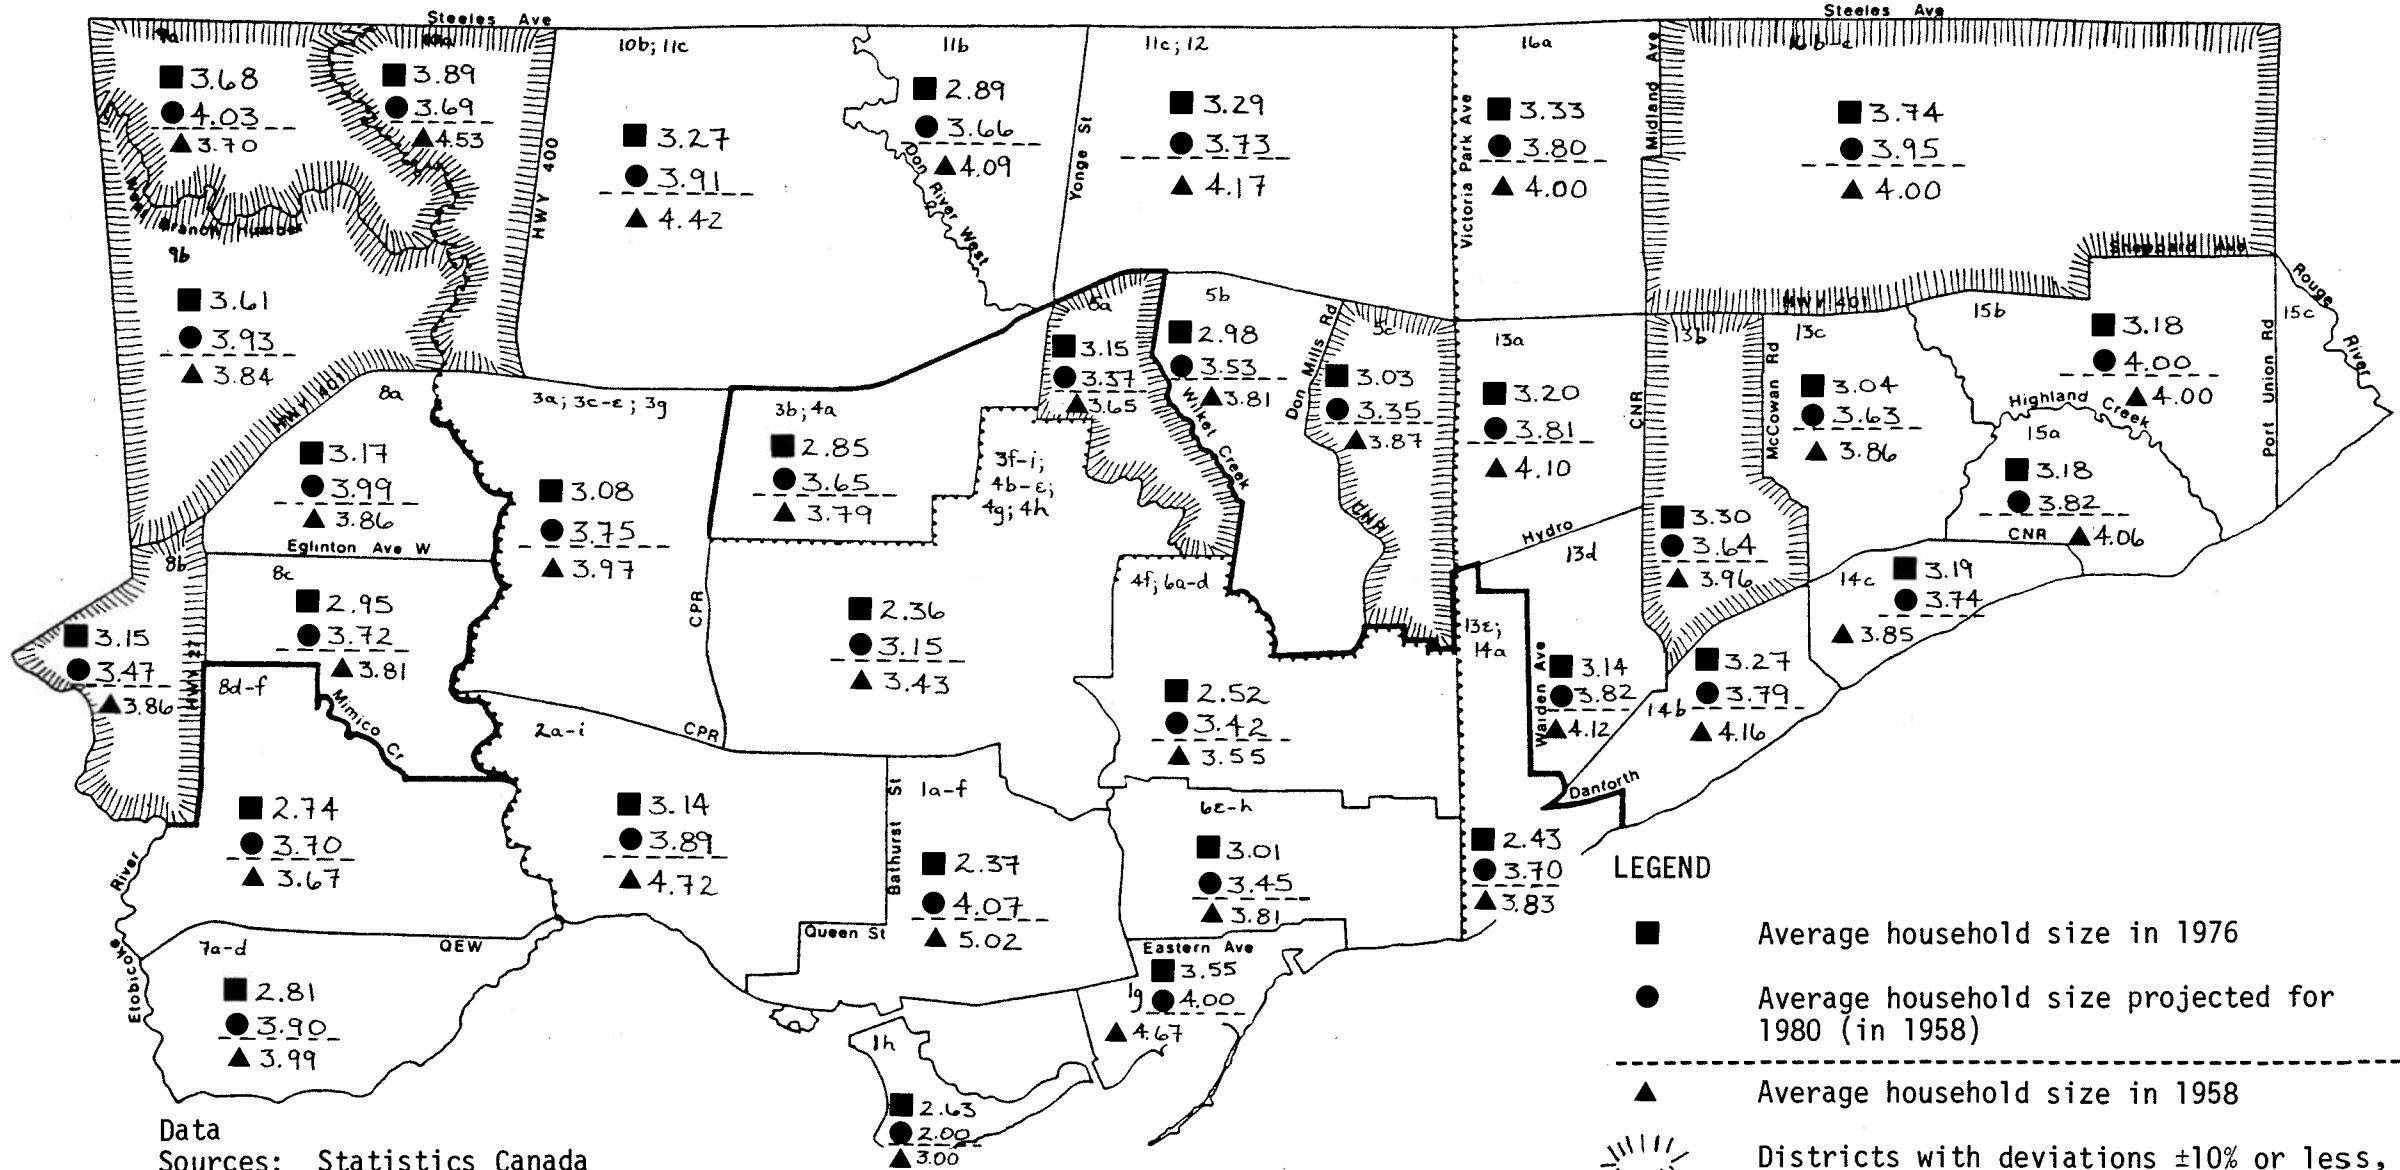 Steeles Ave
Steeles Ave
9a
10a
10b; 11c
11b
11c; 12
16a
16b-c
■ 3.68
● 4.03
▲ 3.70
■ 3.89
● 3.69
▲ 4.53
HWY 400
■ 3.27
● 3.91
▲ 4.42
■ 2.89
● 3.66
▲ 4.09
Don River West
Yonge St
■ 3.29
● 3.73
▲ 4.17
Victoria Park Ave
■ 3.33
● 3.80
▲ 4.00
Midland Ave
■ 3.74
● 3.95
▲ 4.00
Sheppard Ave
West Branch Humber
9b
■ 3.61
● 3.93
▲ 3.84
HWY 401
HWY 401
8a
■ 3.17
● 3.99
▲ 3.86
Eglinton Ave W
3a; 3c-e; 3g
■ 3.08
● 3.75
▲ 3.97
3b; 4a
■ 2.85
● 3.65
▲ 3.79
3f-i;
4b-e;
4g; 4h
■ 3.15
● 3.37
▲ 3.65
5b
■ 2.98
● 3.53
▲ 3.81
Wilket Creek
Don Mills Rd
5c
■ 3.03
● 3.35
▲ 3.87
CNR
13a
■ 3.20
● 3.81
▲ 4.10
CNR
13b
■ 3.30
● 3.64
▲ 3.96
McCowan Rd
13c
■ 3.04
● 3.63
▲ 3.86
15b
■ 3.18
● 4.00
▲ 4.00
Highland Creek
15a
■ 3.18
● 3.82
▲ 4.06
CNR
Port Union Rd
15c
Rouge River
Hydro
13d
■ 3.14
● 3.82
▲ 4.12
14c
■ 3.19
● 3.74
▲ 3.85
8b
■ 3.15
● 3.47
▲ 3.86
HWY 27
8c
■ 2.95
● 3.72
▲ 3.81
CPR
■ 2.36
● 3.15
▲ 3.43
4f; 6a-d
■ 2.52
● 3.42
▲ 3.55
13e;
14a
■ 2.43
● 3.70
▲ 3.83
Warden Ave
14b
■ 3.27
● 3.79
▲ 4.16
Danforth
8d-f
Mimico Cr
■ 2.74
● 3.70
▲ 3.67
CPR
2a-i
■ 3.14
● 3.89
▲ 4.72
Bathurst St
Queen St
1a-f
■ 2.37
● 4.07
▲ 5.02
6e-h
■ 3.01
● 3.45
▲ 3.81
Eastern Ave
1g
■ 3.55
● 4.00
▲ 4.67
Etobicoke River
QEW
7a-d
■ 2.81
● 3.90
▲ 3.99
1h
■ 2.63
● 2.00
▲ 3.00
LEGEND
■ Average household size in 1976
● Average household size projected for
1980 (in 1958)
▲ Average household size in 1958
Districts with deviations ±10% or less,
Data
Sources: Statistics Canada